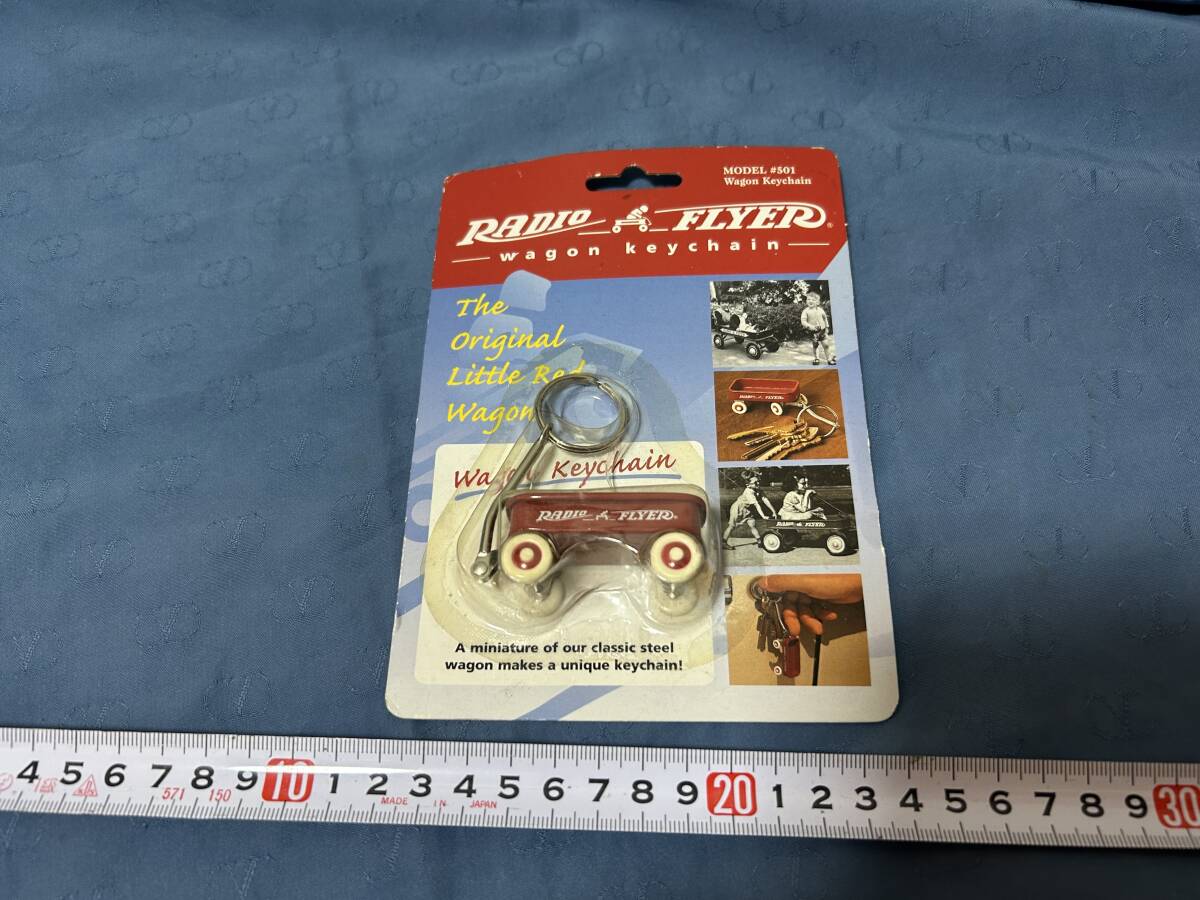 MODEL #501
Wagon Keychain
RADIO FLYER®
wagon keychain
The
Original
Little Red
Wagon
Wagon Keychain
RADIO FLYER®
A miniature of our classic steel
wagon makes a unique keychain!
RADIO FLYER
RADIO FLYER
4 5 6 7 8 9 10 1 2 3 4 5 6 7 8 9 20 1 2 3 4 5 6 7 8 9 30
571 150
MADE IN JAPAN